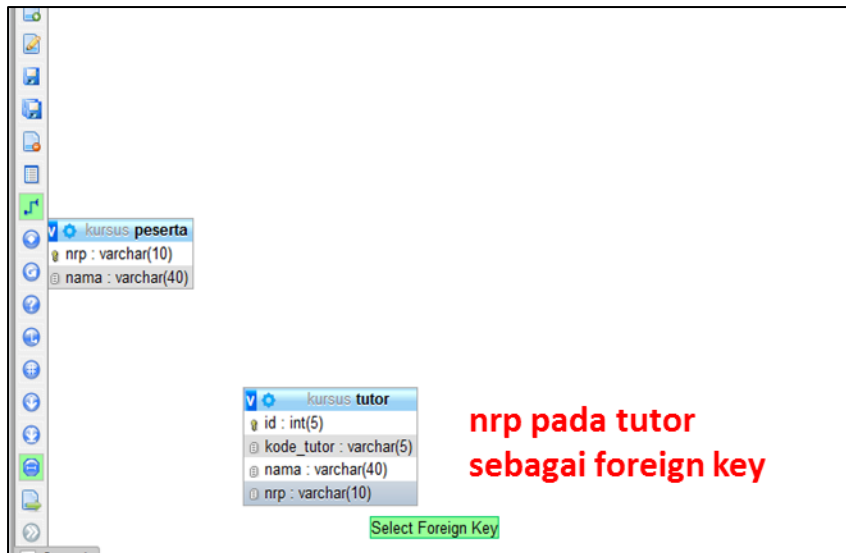 v kursus peserta
nrp : varchar(10)
nama : varchar(40)
v kursus tutor
id : int(5)
kode_tutor : varchar(5)
nama : varchar(40)
nrp : varchar(10)
nrp pada tutor
sebagai foreign key
Select Foreign Key